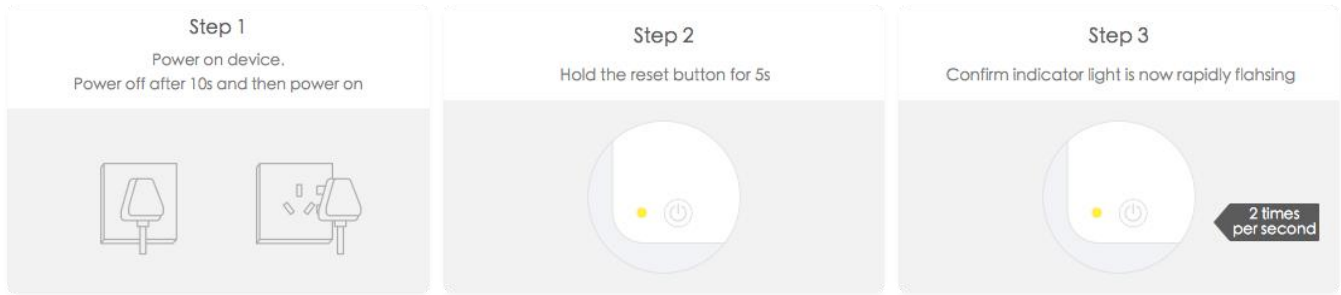 Step 1
Power on device.
Power off after 10s and then power on
Step 2
Hold the reset button for 5s
Step 3
Confirm indicator light is now rapidly flahsing
2 times
per second